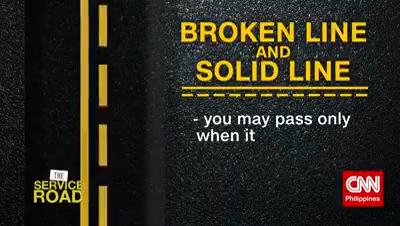 BROKEN LINE
AND
SOLID LINE
- you may pass only
when it
THE
SERVICE
ROAD
CNN
Philippines